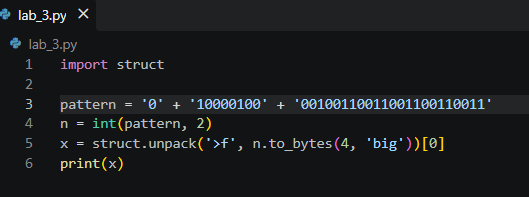 lab_3.py ×
lab_3.py
1 import struct
2
3 pattern = '0' + '10000100' + '00100110011001100110011'
4 n = int(pattern, 2)
5 x = struct.unpack('>f', n.to_bytes(4, 'big'))[0]
6 print(x)